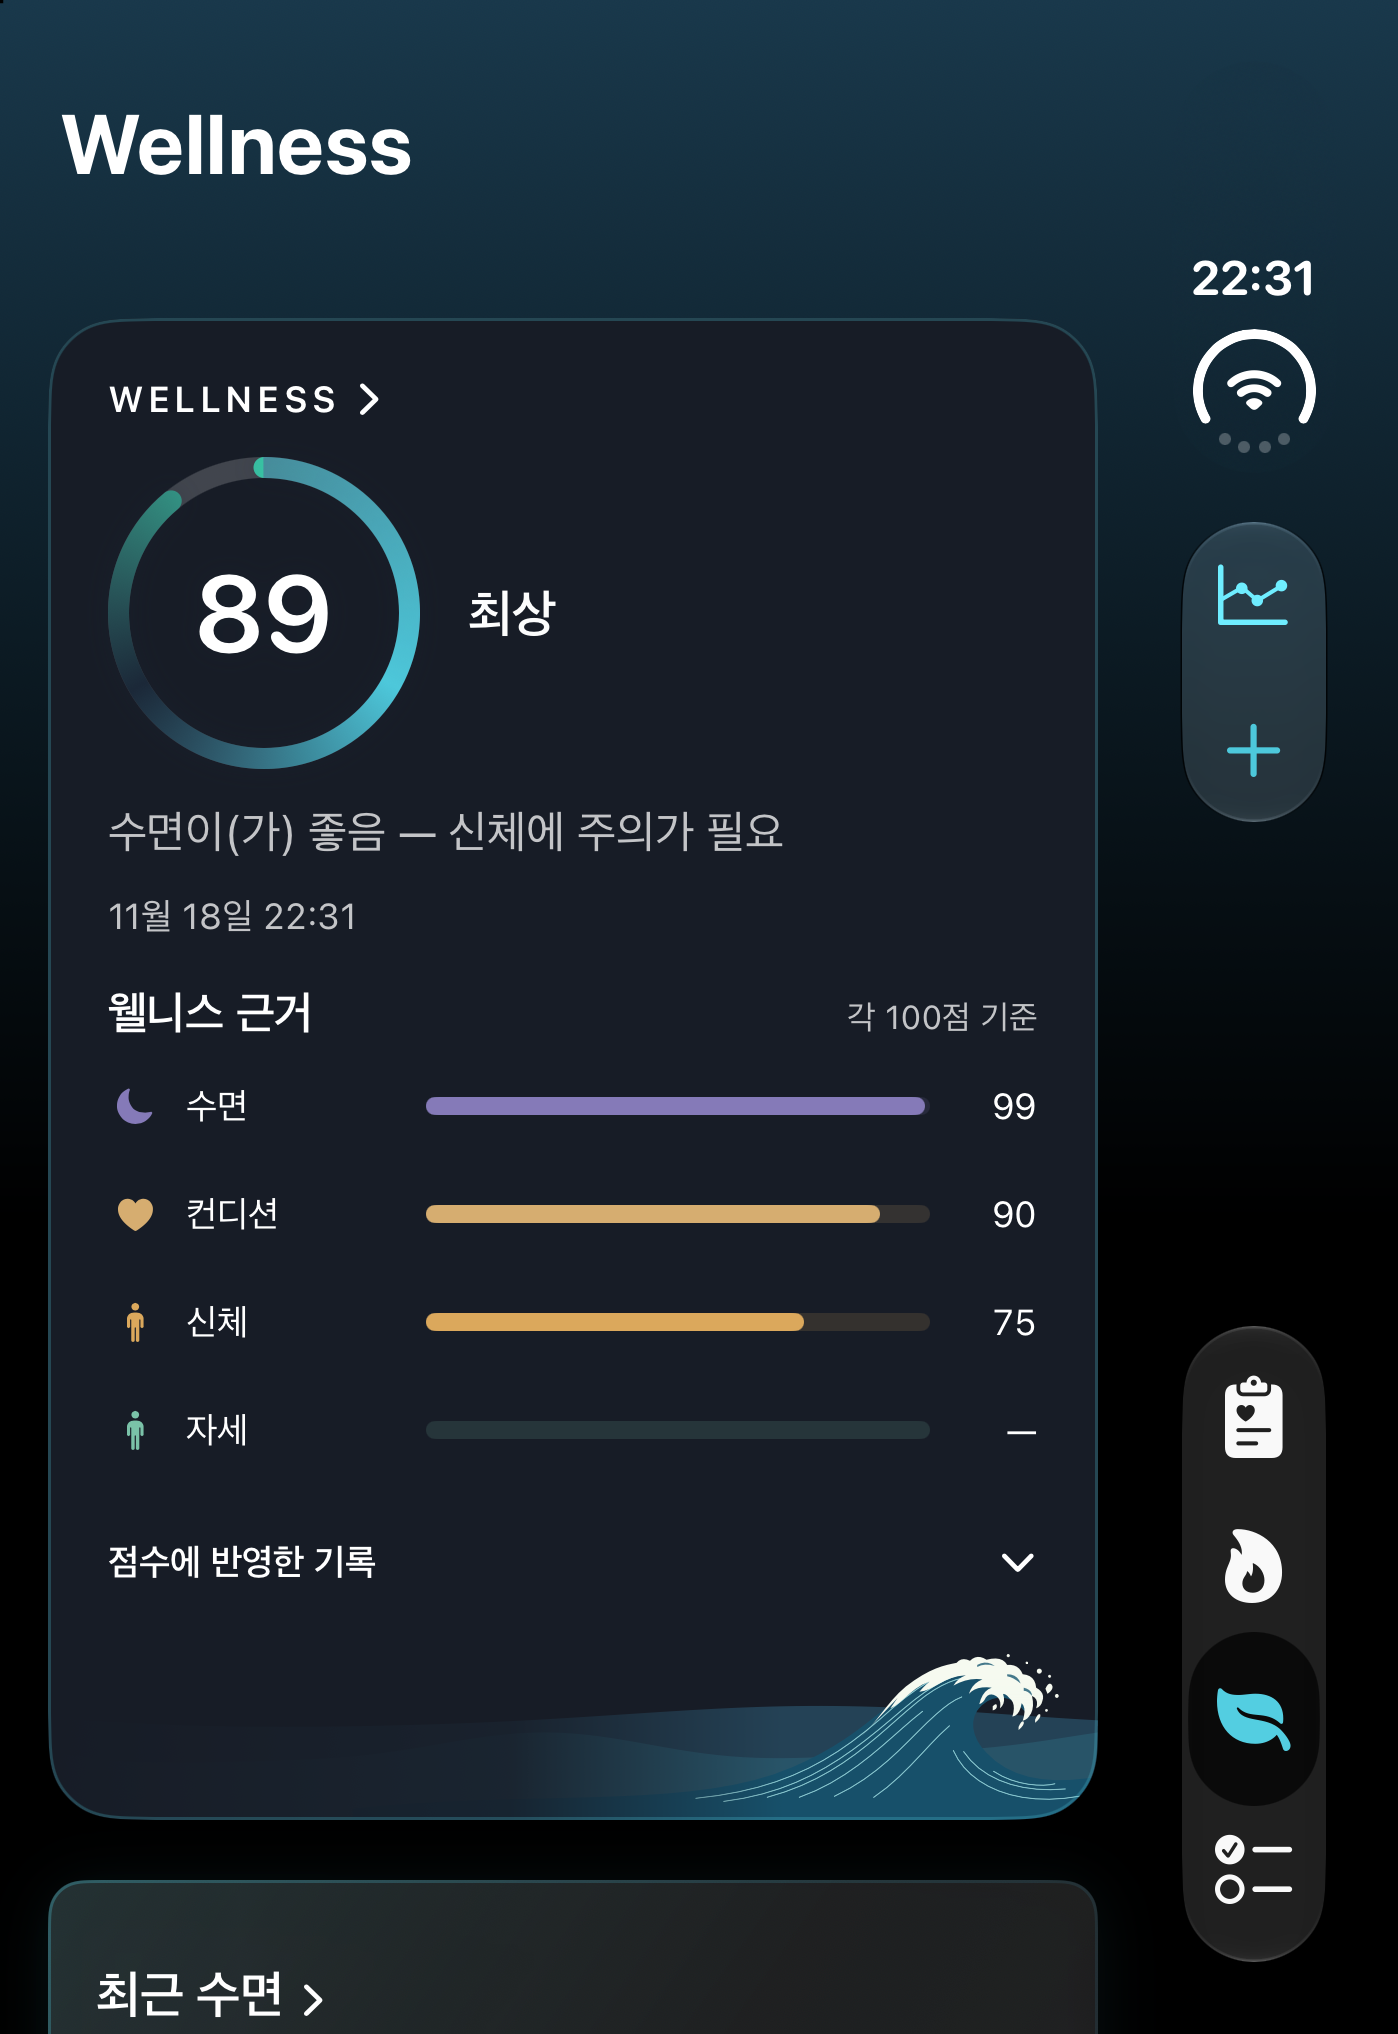 Wellness
22:31
WELLNESS
89
최상
수면이(가) 좋음 — 신체에 주의가 필요
11월 18일 22:31
웰니스 근거 각 100점 기준
수면 99
컨디션 90
신체 75
자세 —
점수에 반영한 기록
최근 수면